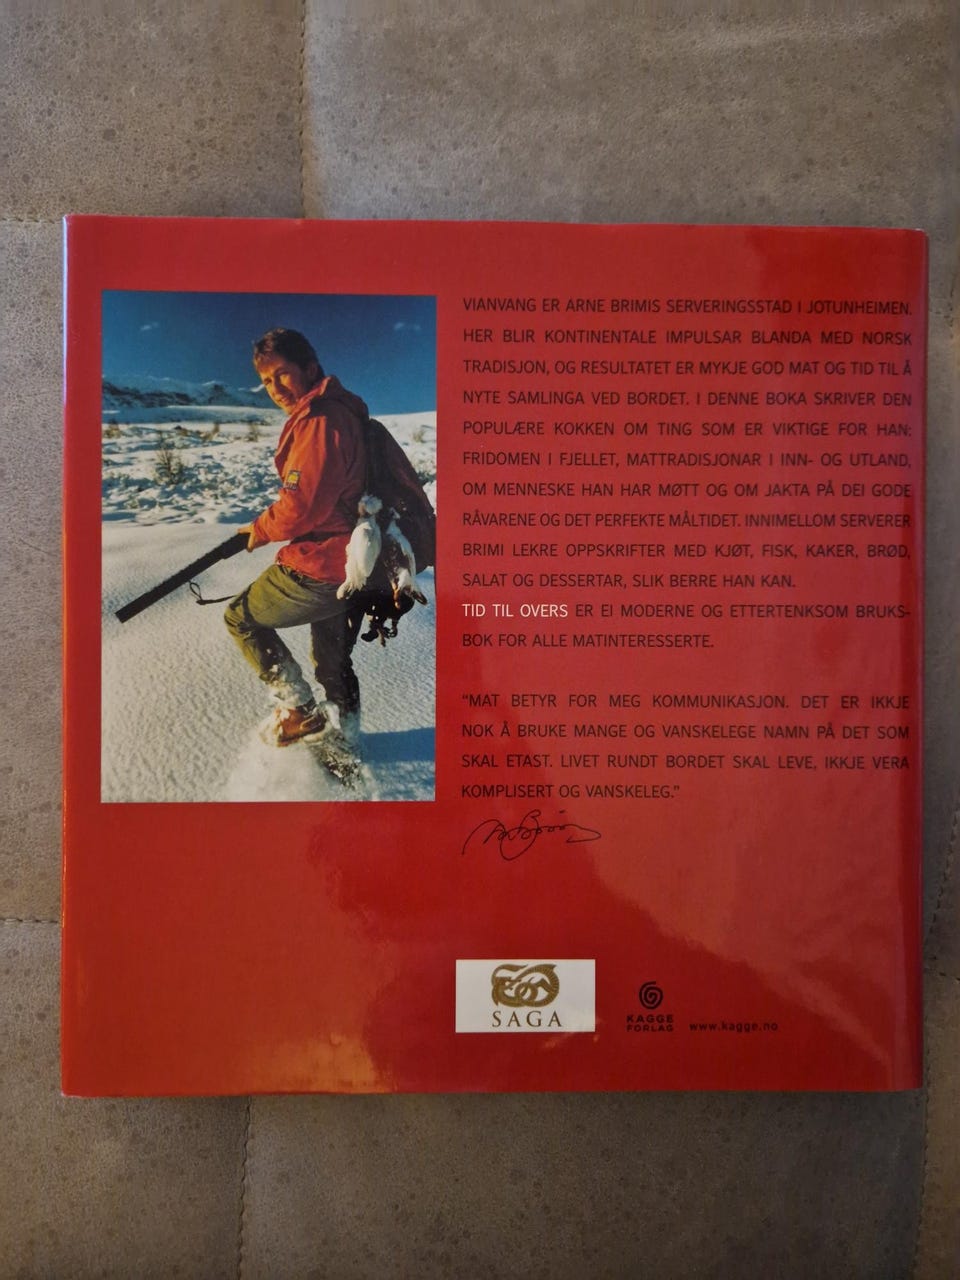 VIANVANG ER ARNE BRIMIS SERVERINGSSTAD I JOTUNHEIMEN.
HER BLIR KONTINENTALE IMPULSAR BLANDA MED NORSK
TRADISJON, OG RESULTATET ER MYKJE GOD MAT OG TID TIL Å
NYTE SAMLINGA VED BORDET. I DENNE BOKA SKRIVER DEN
POPULÆRE KOKKEN OM TING SOM ER VIKTIGE FOR HAN:
FRIDOMEN I FJELLET, MATTRADISJONAR I INN- OG UTLAND,
OM MENNESKE HAN HAR MØTT OG OM JAKTA PÅ DEI GODE
RÅVARENE OG DET PERFEKTE MÅLTIDET. INNIMELLOM SERVERER
BRIMI LEKRE OPPSKRIFTER MED KJØT, FISK, KAKER, BRØD,
SALAT OG DESSERTAR, SLIK BERRE HAN KAN.
TID TIL OVERS ER EI MODERNE OG ETTERTENKSOM BRUKS-
BOK FOR ALLE MATINTERESSERTE.
"MAT BETYR FOR MEG KOMMUNIKASJON. DET ER IKKJE
NOK Å BRUKE MANGE OG VANSKELEGE NAMN PÅ DET SOM
SKAL ETAST. LIVET RUNDT BORDET SKAL LEVE, IKKJE VERA
KOMPLISERT OG VANSKELEG."
SAGA
KAGGE
FORLAG
www.kagge.no